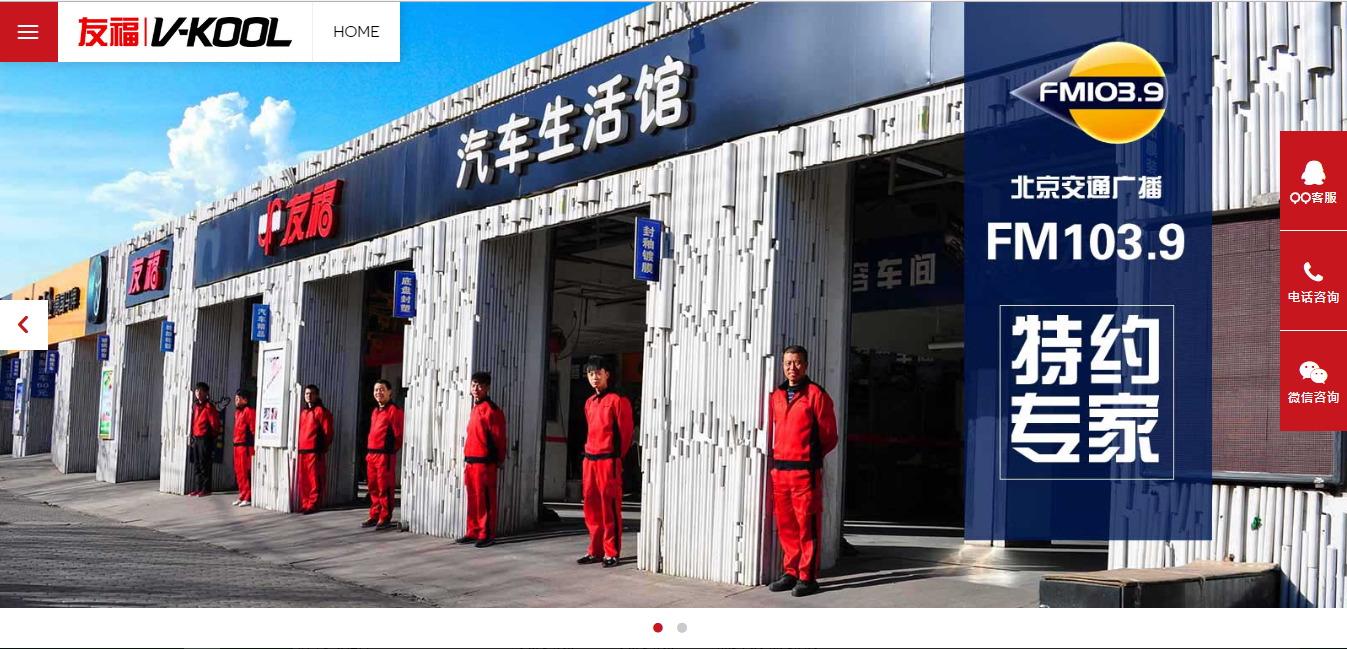 友福 V-KOOL
HOME
汽车生活馆
友福
友福
封釉镀膜
底盘封塑
汽车精品
容车间
FM103.9
北京交通广播
FM103.9
特约
专家
QQ客服
电话咨询
微信咨询